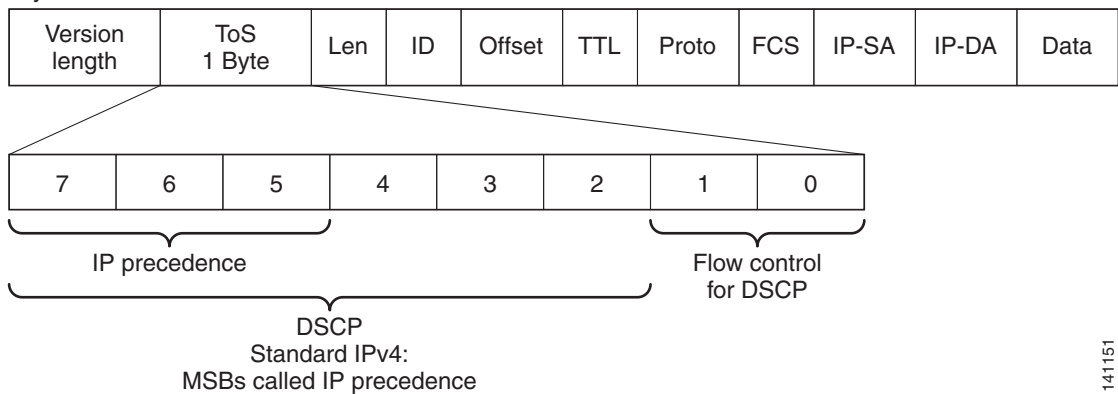 Version length
ToS 1 Byte
Len
ID
Offset
TTL
Proto
FCS
IP-SA
IP-DA
Data
7 6 5 4 3 2 1 0
IP precedence
Flow control
for DSCP
DSCP
Standard IPv4:
MSBs called IP precedence
141151